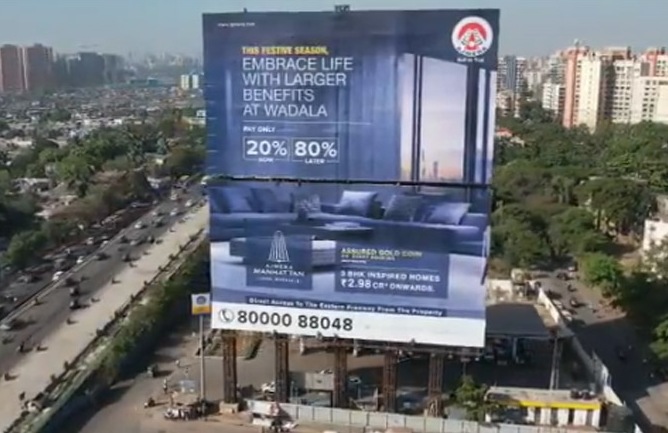 THIS FESTIVE SEASON,
EMBRACE LIFE
WITH LARGER
BENEFITS
AT WADALA
PAY ONLY
20% 80%
NOW LATER
AJMERA
AJMERA
MANHATTAN
ASSURED GOLD COIN
3 BHK INSPIRED HOMES
₹2.98 CR* ONWARDS.
Direct Access To The Eastern Freeway From The Property
80000 88048